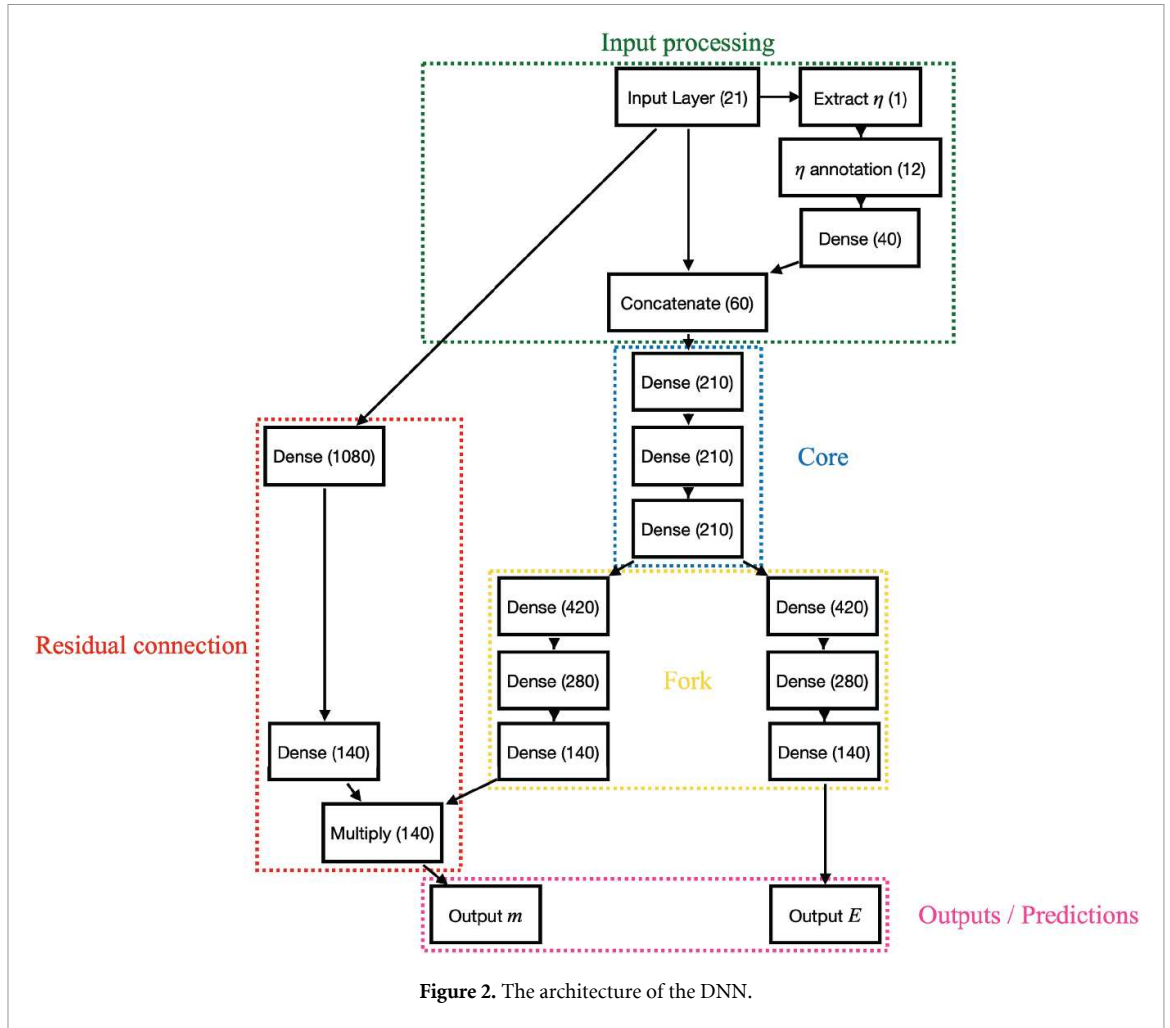 Input processing
Input Layer (21)
Extract η (1)
η annotation (12)
Dense (40)
Concatenate (60)
Dense (210)
Dense (1080)
Dense (210)
Core
Dense (210)
Dense (420)
Dense (420)
Residual connection
Dense (280)
Fork
Dense (280)
Dense (140)
Dense (140)
Dense (140)
Multiply (140)
Output m
Output E
Outputs / Predictions
Figure 2. The architecture of the DNN.